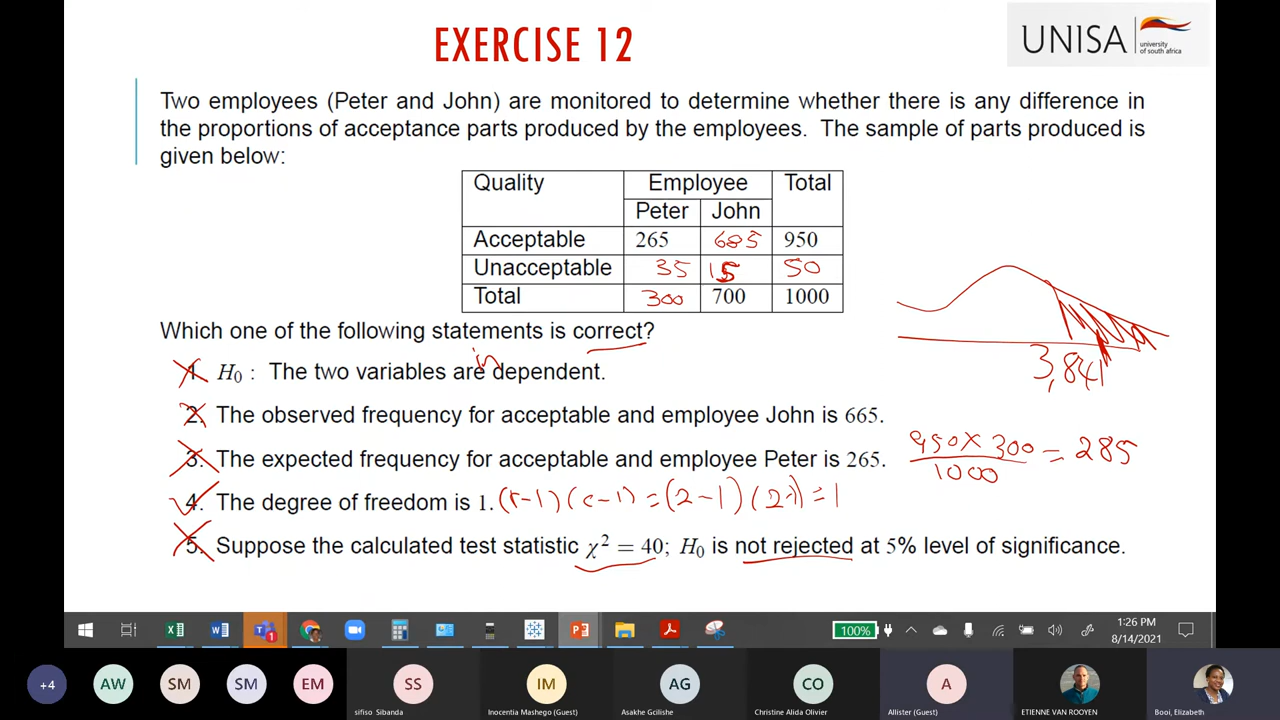 EXERCISE 12
UNISA university of south africa
Two employees (Peter and John) are monitored to determine whether there is any difference in
the proportions of acceptance parts produced by the employees. The sample of parts produced is
given below:
Quality Employee Total
Peter John
Acceptable 265 685 950
Unacceptable 35 15 50
Total 300 700 1000
3,841
Which one of the following statements is correct?
in
1. H₀ : The two variables are dependent.
2. The observed frequency for acceptable and employee John is 665.
3. The expected frequency for acceptable and employee Peter is 265. 950 × 300 / 1000 = 285
4. The degree of freedom is 1. (r-1)(c-1) = (2-1)(2-1) = 1
5. Suppose the calculated test statistic χ² = 40; H₀ is not rejected at 5% level of significance.
1
100%
1:26 PM
8/14/2021
+4 AW SM SM EM SS IM AG CO A
sifiso Sibanda Inocentia Mashego (Guest) Asakhe Gcilishe Christine Alida Olivier Allister (Guest) ETIENNE VAN ROOYEN Booi, Elizabeth